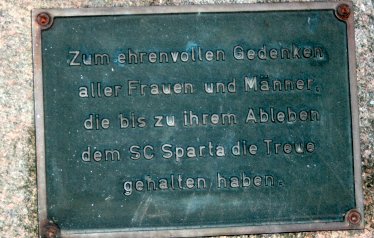 Zum ehrenvollen Gedenken
aller Frauen und Männer,
die bis zu ihrem Ableben
dem SC Sparta die Treue
gehalten haben.